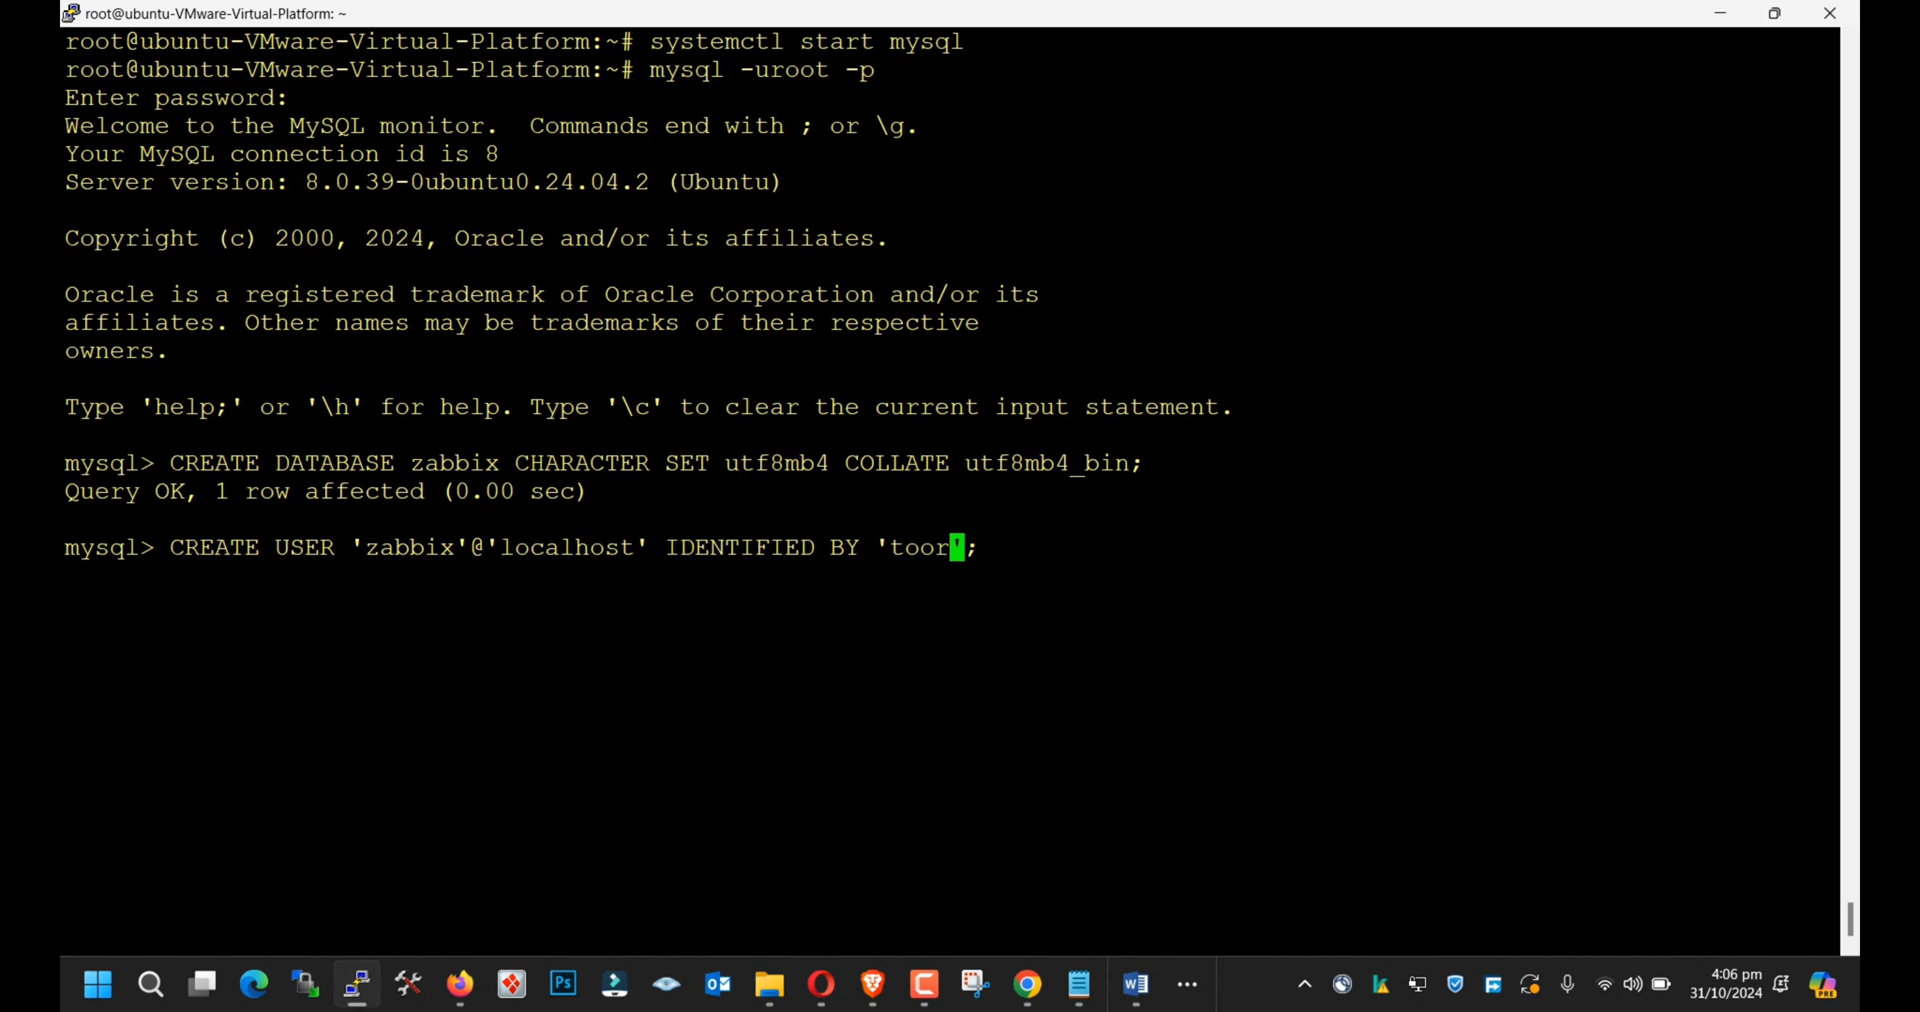 root@ubuntu-VMware-Virtual-Platform: ~
root@ubuntu-VMware-Virtual-Platform:~# systemctl start mysql
root@ubuntu-VMware-Virtual-Platform:~# mysql -uroot -p
Enter password:
Welcome to the MySQL monitor.  Commands end with ; or \g.
Your MySQL connection id is 8
Server version: 8.0.39-0ubuntu0.24.04.2 (Ubuntu)
Copyright (c) 2000, 2024, Oracle and/or its affiliates.
Oracle is a registered trademark of Oracle Corporation and/or its
affiliates. Other names may be trademarks of their respective
owners.
Type 'help;' or '\h' for help. Type '\c' to clear the current input statement.
mysql> CREATE DATABASE zabbix CHARACTER SET utf8mb4 COLLATE utf8mb4_bin;
Query OK, 1 row affected (0.00 sec)
mysql> CREATE USER 'zabbix'@'localhost' IDENTIFIED BY 'toor';
Ps
PRE
4:06 pm
31/10/2024